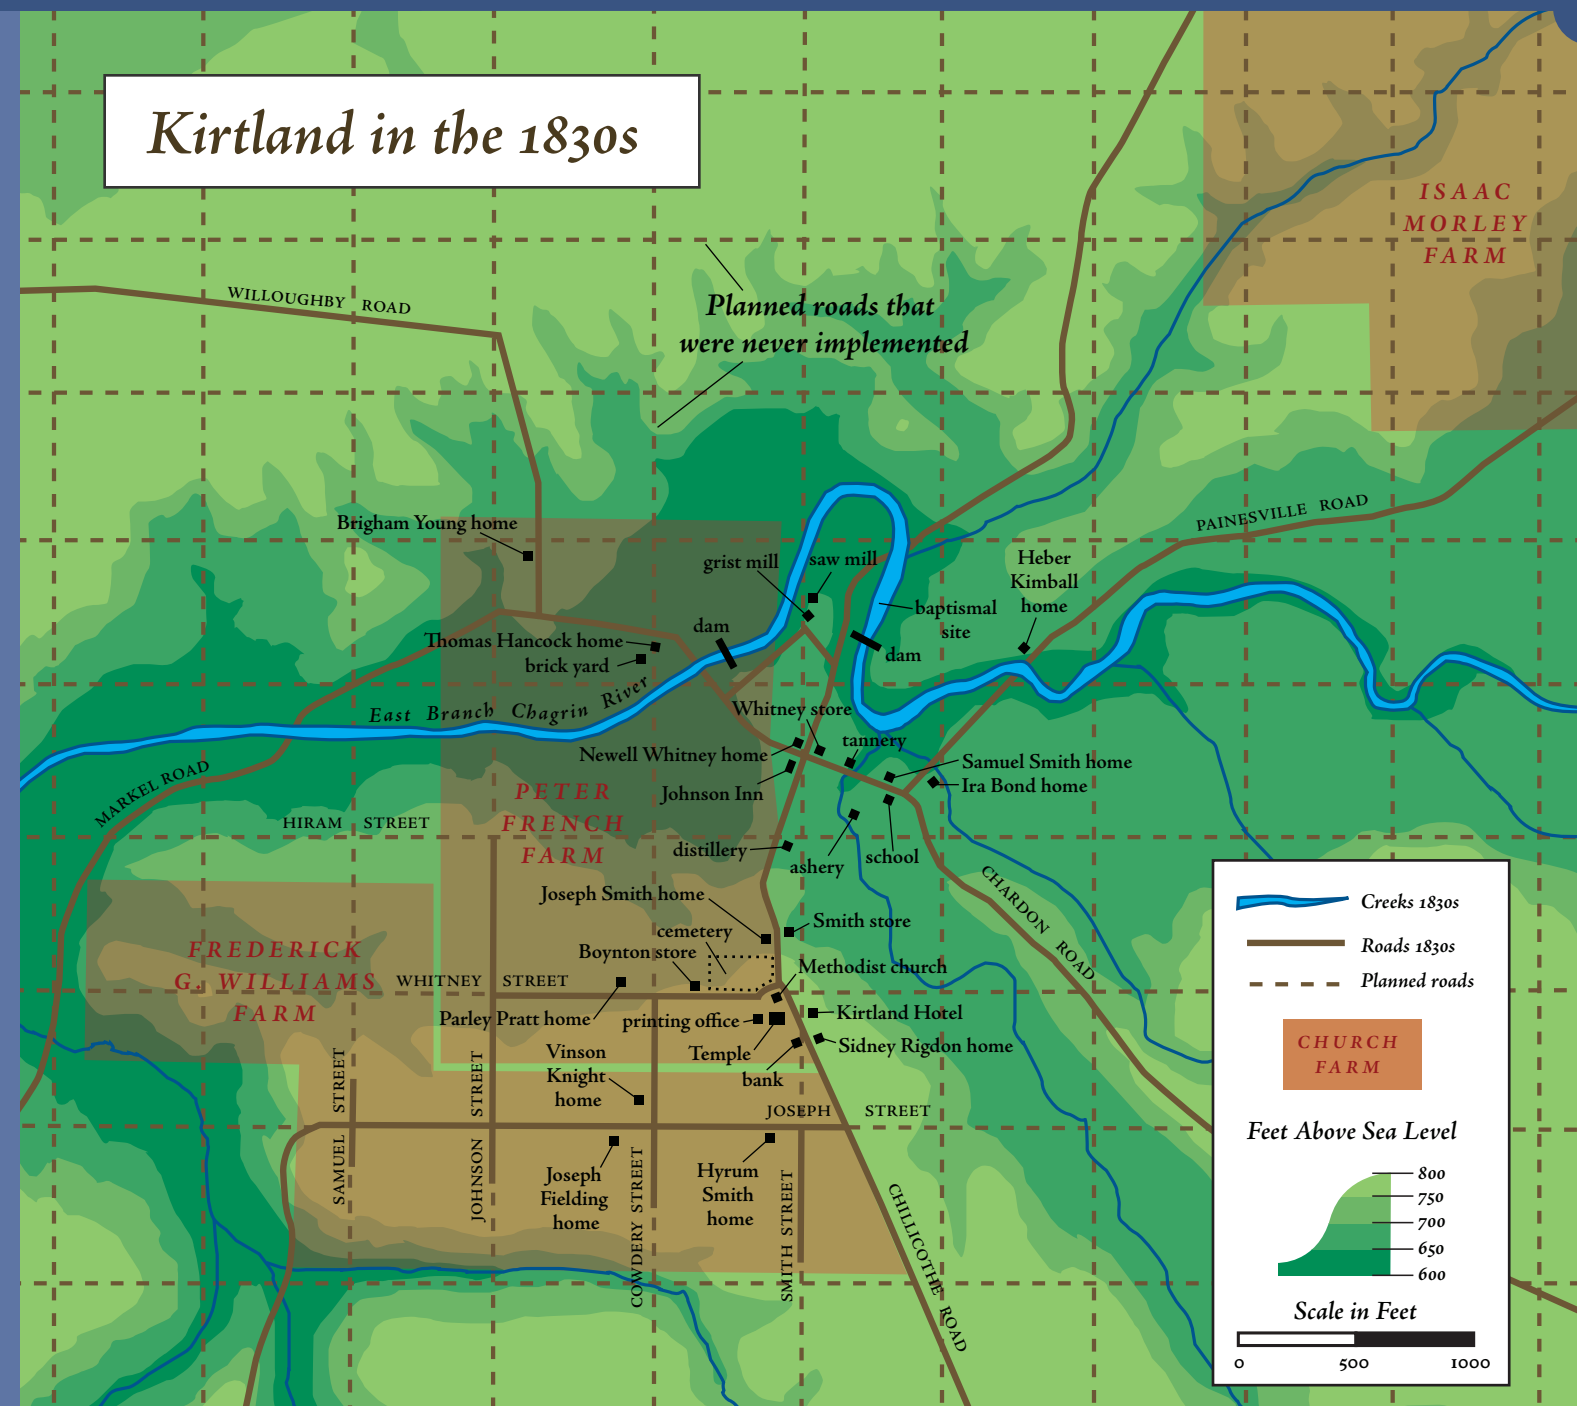 Kirtland in the 1830s
ISAAC
MORLEY
FARM
WILLOUGHBY ROAD
Planned roads that
were never implemented
PAINESVILLE ROAD
Brigham Young home
grist mill
saw mill
Heber
Kimball
home
baptismal
site
dam
dam
Thomas Hancock home
brick yard
East Branch Chagrin River
Whitney store
tannery
Newell Whitney home
Samuel Smith home
Ira Bond home
Johnson Inn
MARKEL ROAD
PETER
FRENCH
FARM
HIRAM STREET
distillery
ashery
school
CHARDON ROAD
Joseph Smith home
Smith store
cemetery
Boynton store
Methodist church
FREDERICK
G. WILLIAMS
FARM
WHITNEY STREET
Parley Pratt home
printing office
Kirtland Hotel
Temple
Sidney Rigdon home
bank
Vinson
Knight
home
JOSEPH STREET
SAMUEL STREET
JOHNSON STREET
Joseph
Fielding
home
COWDERY STREET
Hyrum
Smith
home
SMITH STREET
CHILLICOTHE ROAD
Creeks 1830s
Roads 1830s
Planned roads
CHURCH
FARM
Feet Above Sea Level
800
750
700
650
600
Scale in Feet
0 500 1000